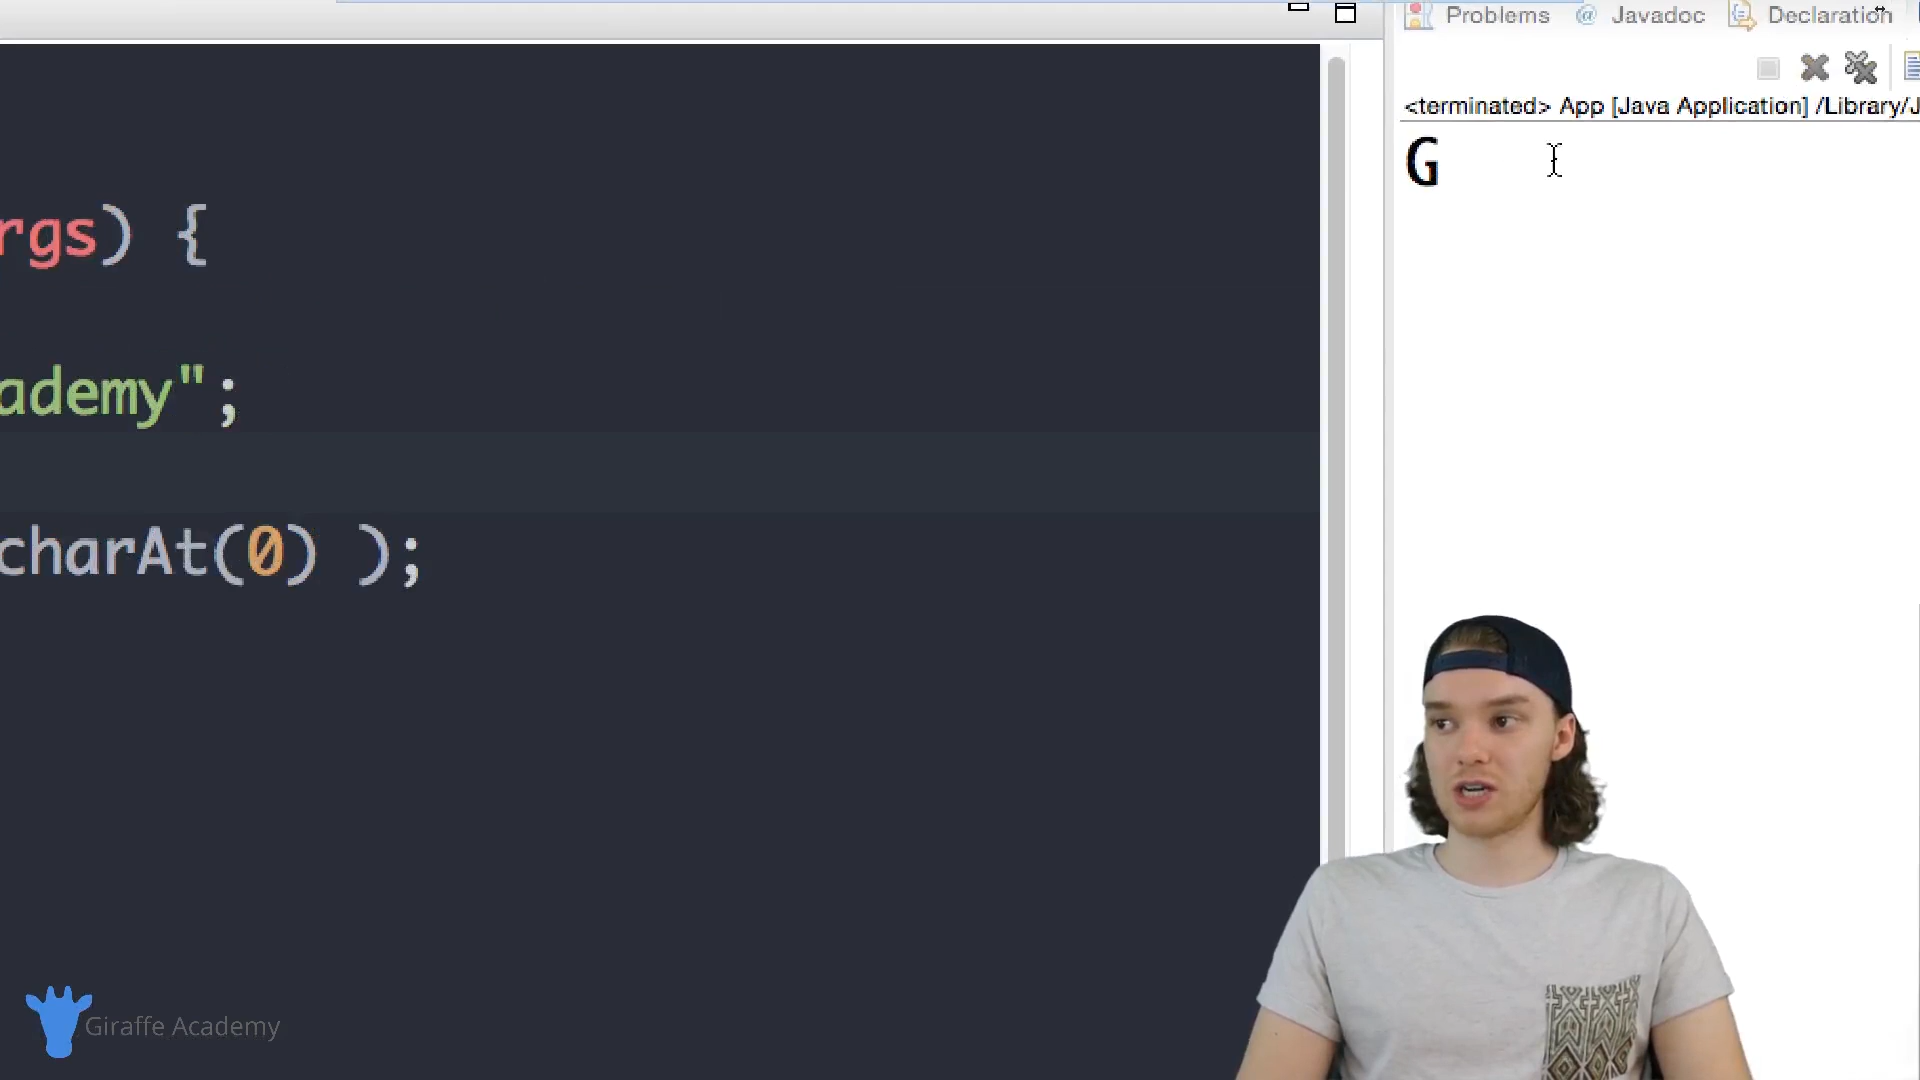 Problems @ Javadoc Declaration
<terminated> App [Java Application] /Library/J
G
rgs) {
ademy";
charAt(0) );
Giraffe Academy